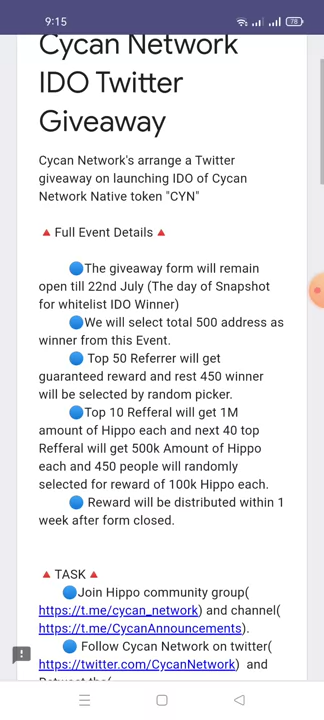 9:15
78
Cycan Network
IDO Twitter
Giveaway
Cycan Network's arrange a Twitter
giveaway on launching IDO of Cycan
Network Native token "CYN"
🔺Full Event Details🔺
🔵The giveaway form will remain
open till 22nd July (The day of Snapshot
for whitelist IDO Winner)
🔵We will select total 500 address as
winner from this Event.
🔵 Top 50 Referrer will get
guaranteed reward and rest 450 winner
will be selected by random picker.
🔵Top 10 Refferal will get 1M
amount of Hippo each and next 40 top
Refferal will get 500k Amount of Hippo
each and 450 people will randomly
selected for reward of 100k Hippo each.
🔵 Reward will be distributed within 1
week after form closed.
🔺TASK🔺
🔵Join Hippo community group(
https://t.me/cycan_network) and channel(
https://t.me/CycanAnnouncements).
🔵 Follow Cycan Network on twitter(
https://twitter.com/CycanNetwork) and